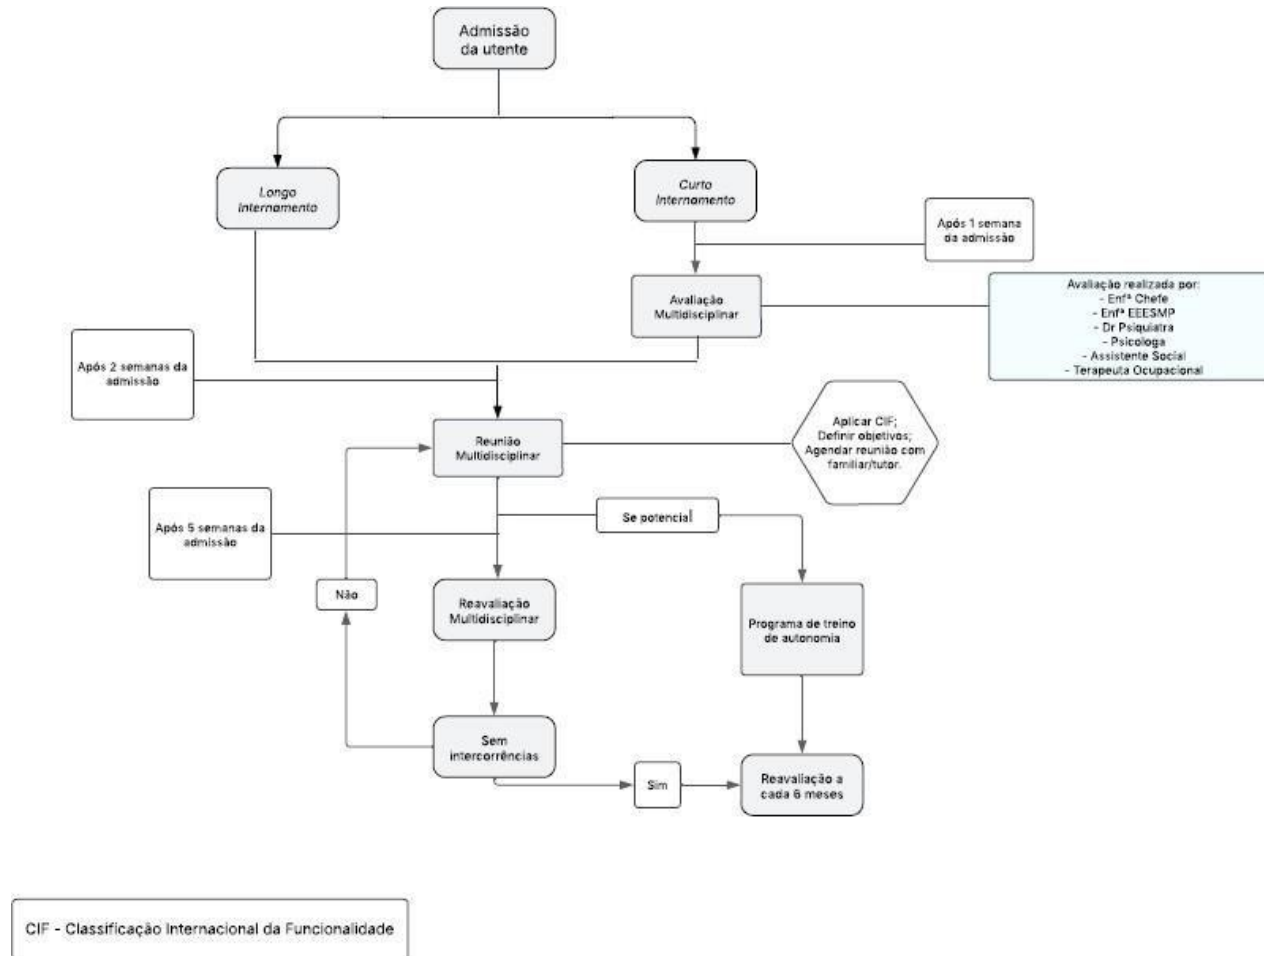 Admissão
da utente
Longo
Internamento
Curto
Internamento
Após 1 semana
da admissão
Avaliação
Multidisciplinar
Avaliação realizada por:
- Enfª Chefe
- Enfª EEESMP
- Dr Psiquiatra
- Psicologa
- Assistente Social
- Terapeuta Ocupacional
Após 2 semanas da
admissão
Reunião
Multidisciplinar
Aplicar CIF;
Definir objetivos;
Agendar reunião com
familiar/tutor.
Após 5 semanas da
admissão
Se potencial
Não
Reavaliação
Multidisciplinar
Programa de treino
de autonomia
Sem
intercorrências
Sim
Reavaliação a
cada 6 meses
CIF - Classificação Internacional da Funcionalidade